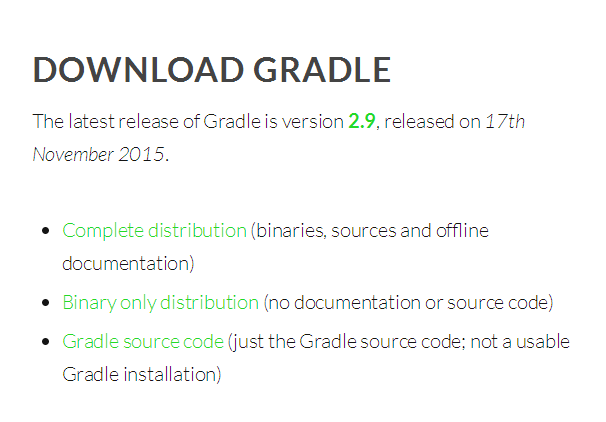 DOWNLOAD GRADLE
The latest release of Gradle is version 2.9, released on 17th
November 2015.
• Complete distribution (binaries, sources and offline
documentation)
• Binary only distribution (no documentation or source code)
• Gradle source code (just the Gradle source code; not a usable
Gradle installation)